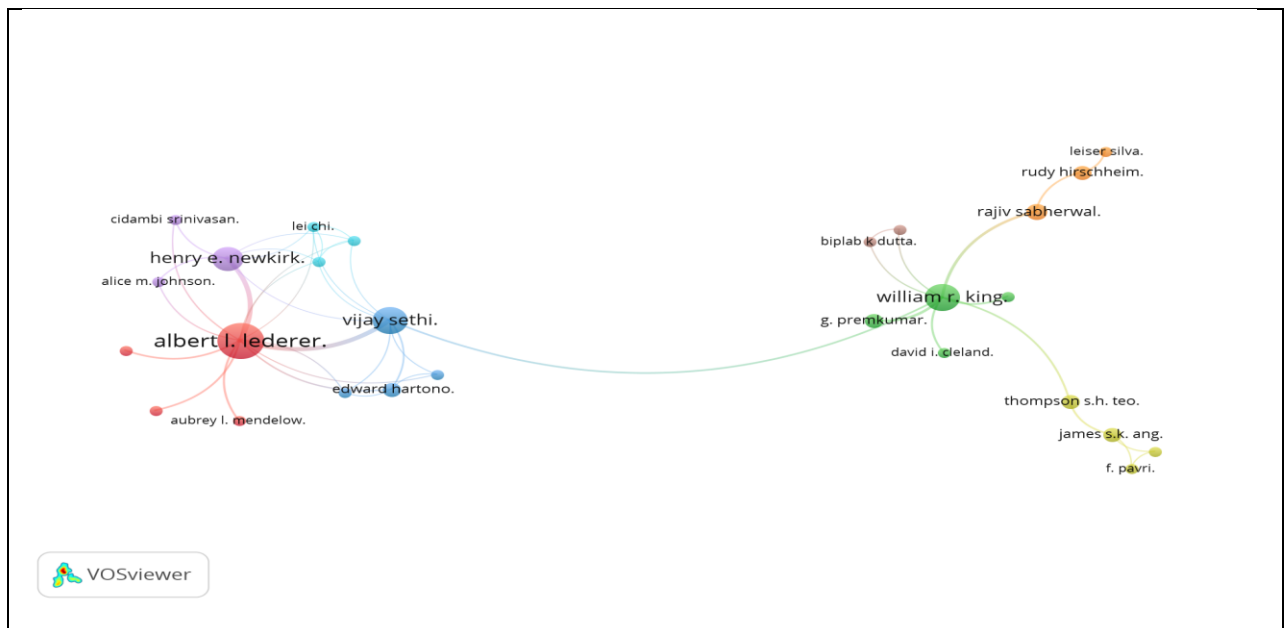 leiser silva.
rudy hirschheim.
rajiv sabherwal.
cidambi srinivasan.
lei chi.
biplab k dutta.
henry e. newkirk.
alice m. johnson.
william r. king.
vijay sethi.
g. premkumar.
albert l. lederer.
david i. cleland.
edward hartono.
thompson s.h. teo.
aubrey l. mendelow.
james s.k. ang.
f. pavri.
VOSviewer